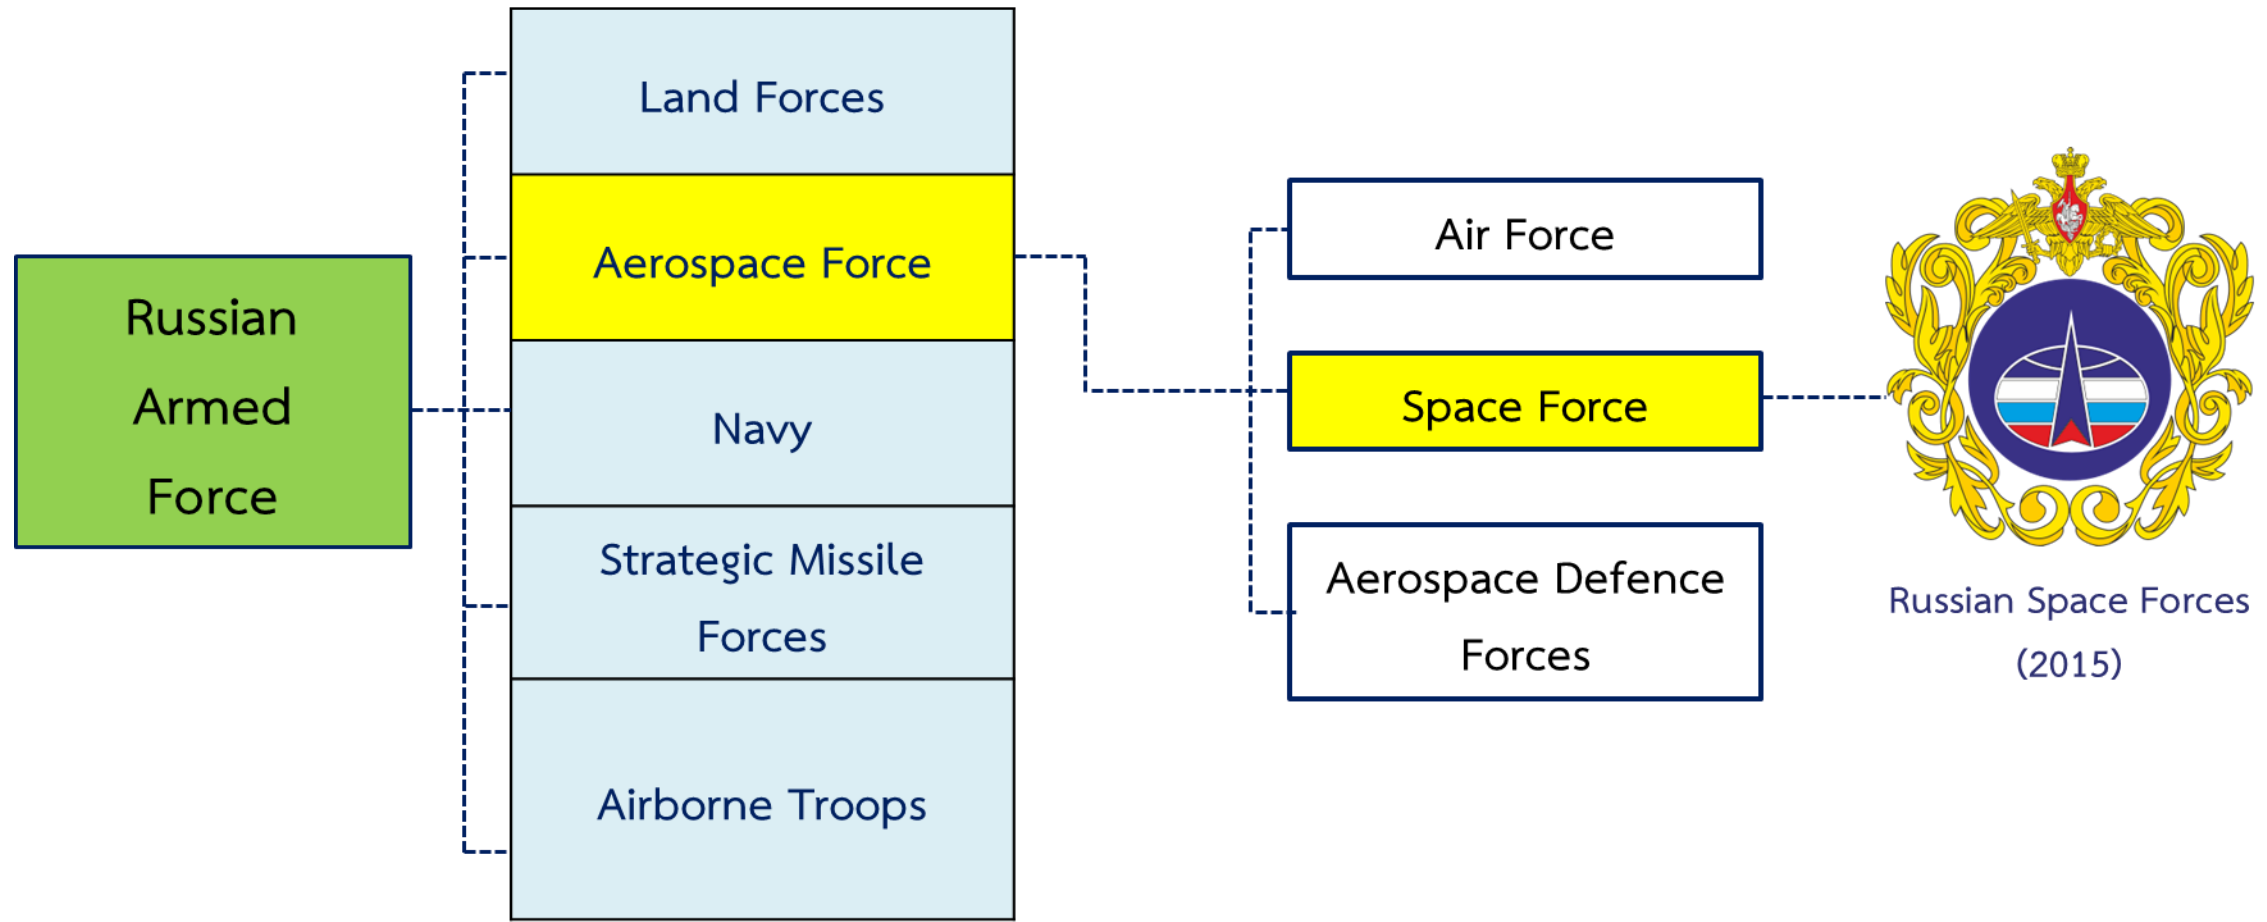 Russian
Armed
Force
Land Forces
Aerospace Force
Navy
Strategic Missile
Forces
Airborne Troops
Air Force
Space Force
Aerospace Defence
Forces
Russian Space Forces
(2015)